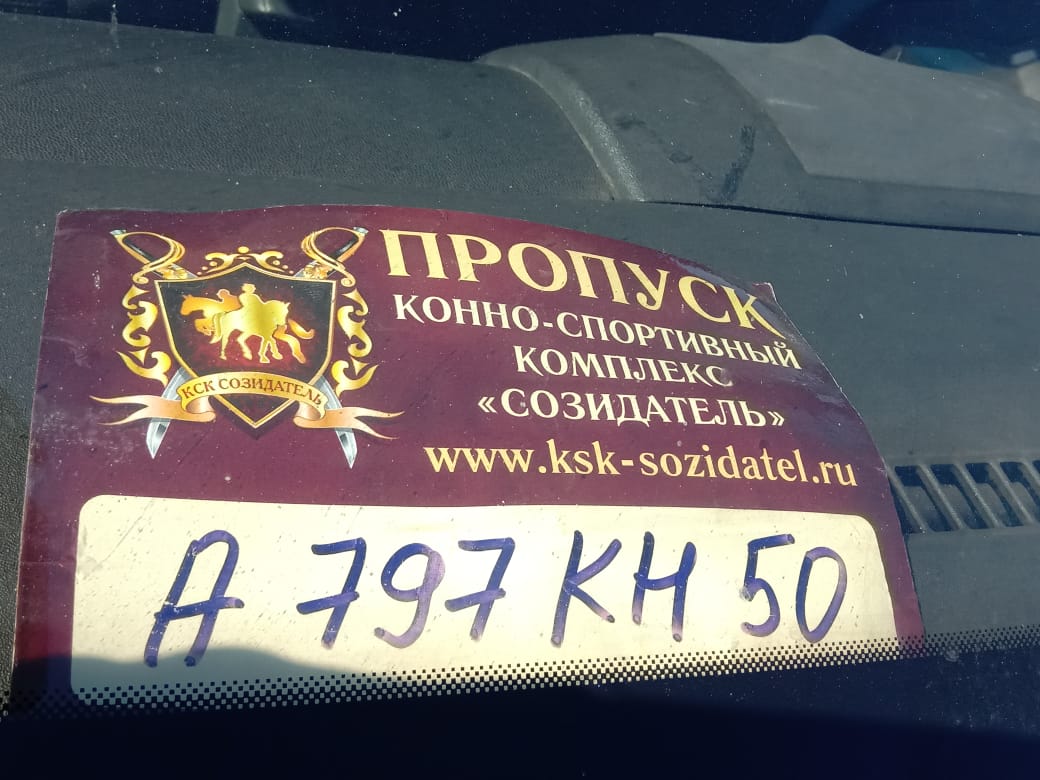 ПРОПУСК
КОННО-СПОРТИВНЫЙ
КОМПЛЕКС
«СОЗИДАТЕЛЬ»
www.ksk-sozidatel.ru
КСК СОЗИДАТЕЛЬ
А 797 КН 50